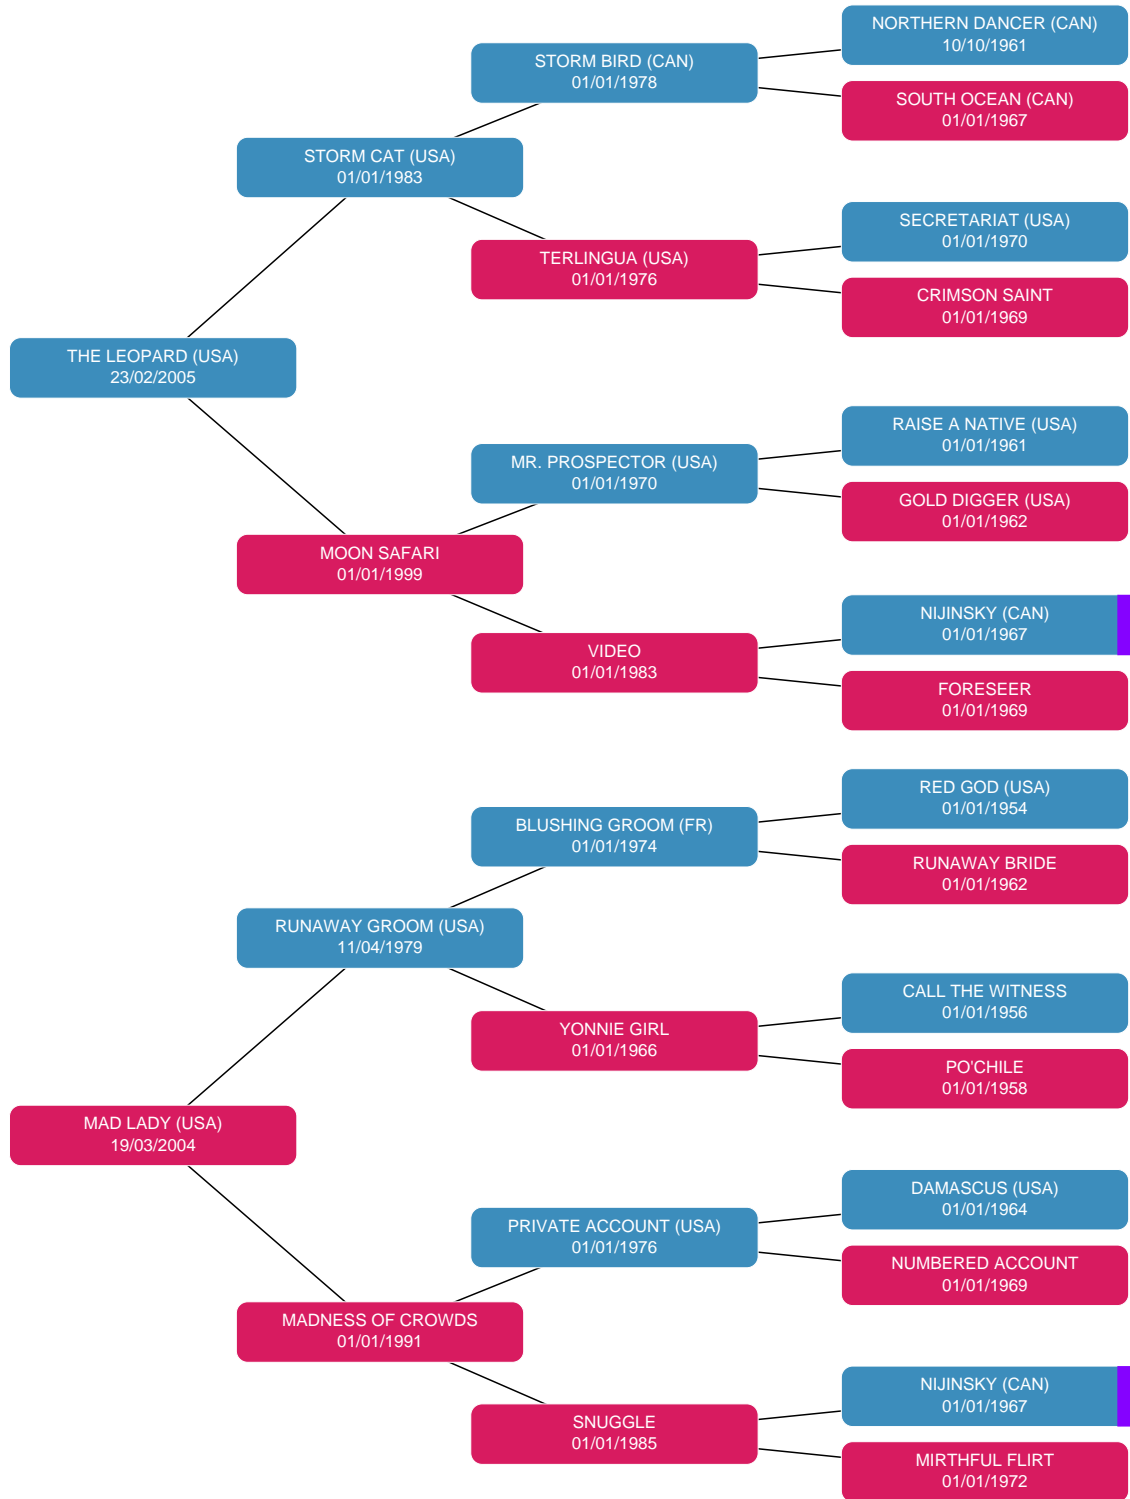 NORTHERN DANCER (CAN)
10/10/1961
STORM BIRD (CAN)
01/01/1978
SOUTH OCEAN (CAN)
01/01/1967
STORM CAT (USA)
01/01/1983
SECRETARIAT (USA)
01/01/1970
TERLINGUA (USA)
01/01/1976
CRIMSON SAINT
01/01/1969
THE LEOPARD (USA)
23/02/2005
RAISE A NATIVE (USA)
01/01/1961
MR. PROSPECTOR (USA)
01/01/1970
GOLD DIGGER (USA)
01/01/1962
MOON SAFARI
01/01/1999
NIJINSKY (CAN)
01/01/1967
VIDEO
01/01/1983
FORESEER
01/01/1969
RED GOD (USA)
01/01/1954
BLUSHING GROOM (FR)
01/01/1974
RUNAWAY BRIDE
01/01/1962
RUNAWAY GROOM (USA)
11/04/1979
CALL THE WITNESS
01/01/1956
YONNIE GIRL
01/01/1966
PO'CHILE
01/01/1958
MAD LADY (USA)
19/03/2004
DAMASCUS (USA)
01/01/1964
PRIVATE ACCOUNT (USA)
01/01/1976
NUMBERED ACCOUNT
01/01/1969
MADNESS OF CROWDS
01/01/1991
NIJINSKY (CAN)
01/01/1967
SNUGGLE
01/01/1985
MIRTHFUL FLIRT
01/01/1972